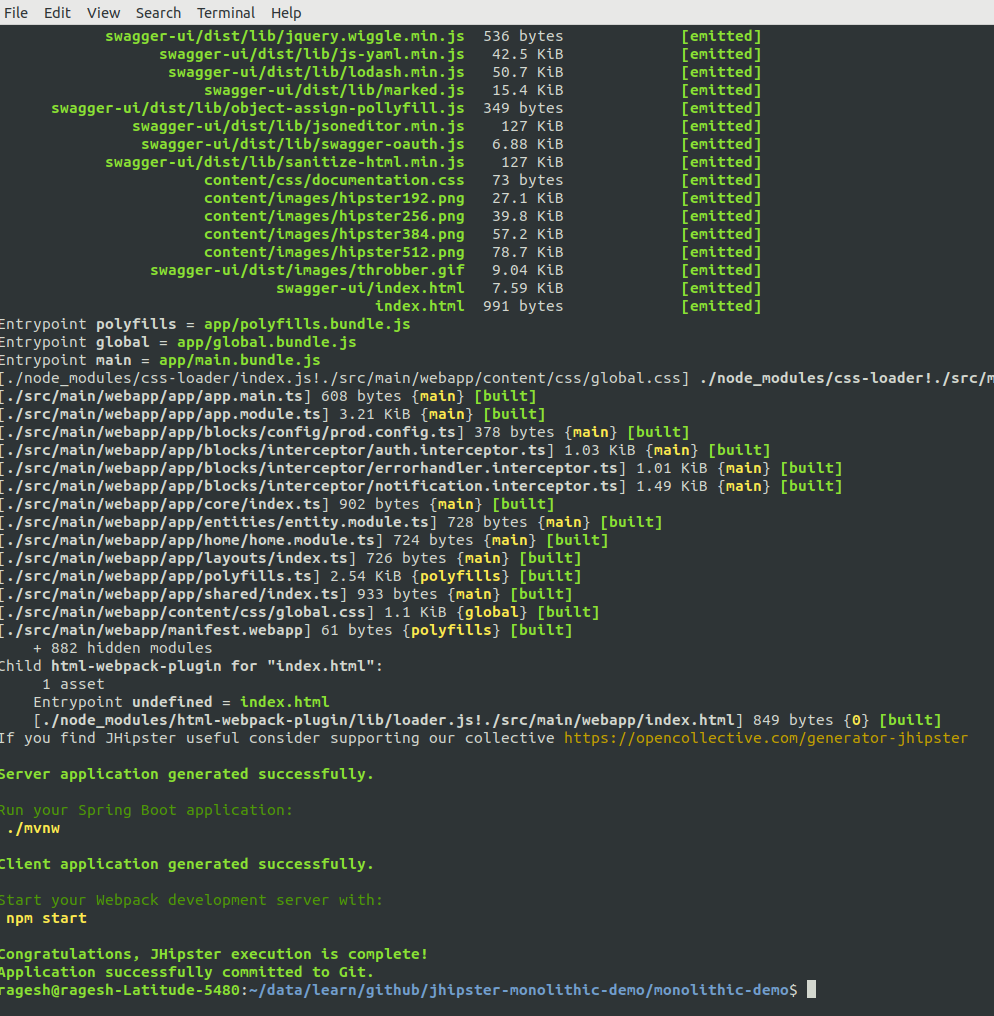 File Edit View Search Terminal Help
swagger-ui/dist/lib/jquery.wiggle.min.js 536 bytes [emitted]
swagger-ui/dist/lib/js-yaml.min.js 42.5 KiB [emitted]
swagger-ui/dist/lib/lodash.min.js 50.7 KiB [emitted]
swagger-ui/dist/lib/marked.js 15.4 KiB [emitted]
swagger-ui/dist/lib/object-assign-pollyfill.js 349 bytes [emitted]
swagger-ui/dist/lib/jsoneditor.min.js 127 KiB [emitted]
swagger-ui/dist/lib/swagger-oauth.js 6.88 KiB [emitted]
swagger-ui/dist/lib/sanitize-html.min.js 127 KiB [emitted]
content/css/documentation.css 73 bytes [emitted]
content/images/hipster192.png 27.1 KiB [emitted]
content/images/hipster256.png 39.8 KiB [emitted]
content/images/hipster384.png 57.2 KiB [emitted]
content/images/hipster512.png 78.7 KiB [emitted]
swagger-ui/dist/images/throbber.gif 9.04 KiB [emitted]
swagger-ui/index.html 7.59 KiB [emitted]
index.html 991 bytes [emitted]
Entrypoint polyfills = app/polyfills.bundle.js
Entrypoint global = app/global.bundle.js
Entrypoint main = app/main.bundle.js
[./node_modules/css-loader/index.js!./src/main/webapp/content/css/global.css] ./node_modules/css-loader!./src/m
[./src/main/webapp/app/app.main.ts] 608 bytes {main} [built]
[./src/main/webapp/app/app.module.ts] 3.21 KiB {main} [built]
[./src/main/webapp/app/blocks/config/prod.config.ts] 378 bytes {main} [built]
[./src/main/webapp/app/blocks/interceptor/auth.interceptor.ts] 1.03 KiB {main} [built]
[./src/main/webapp/app/blocks/interceptor/errorhandler.interceptor.ts] 1.01 KiB {main} [built]
[./src/main/webapp/app/blocks/interceptor/notification.interceptor.ts] 1.49 KiB {main} [built]
[./src/main/webapp/app/core/index.ts] 902 bytes {main} [built]
[./src/main/webapp/app/entities/entity.module.ts] 728 bytes {main} [built]
[./src/main/webapp/app/home/home.module.ts] 724 bytes {main} [built]
[./src/main/webapp/app/layouts/index.ts] 726 bytes {main} [built]
[./src/main/webapp/app/polyfills.ts] 2.54 KiB {polyfills} [built]
[./src/main/webapp/app/shared/index.ts] 933 bytes {main} [built]
[./src/main/webapp/content/css/global.css] 1.1 KiB {global} [built]
[./src/main/webapp/manifest.webapp] 61 bytes {polyfills} [built]
+ 882 hidden modules
Child html-webpack-plugin for "index.html":
1 asset
Entrypoint undefined = index.html
[./node_modules/html-webpack-plugin/lib/loader.js!./src/main/webapp/index.html] 849 bytes {0} [built]
If you find JHipster useful consider supporting our collective https://opencollective.com/generator-jhipster
Server application generated successfully.
Run your Spring Boot application:
./mvnw
Client application generated successfully.
Start your Webpack development server with:
npm start
Congratulations, JHipster execution is complete!
Application successfully committed to Git.
ragesh@ragesh-Latitude-5480:~/data/learn/github/jhipster-monolithic-demo/monolithic-demo$